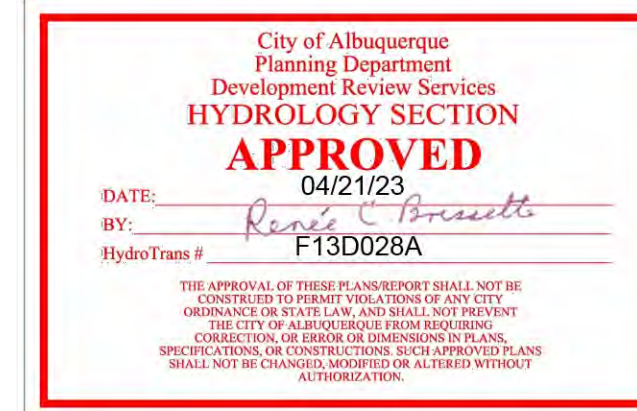 City of Albuquerque
Planning Department
Development Review Services
HYDROLOGY SECTION
APPROVED
DATE: 04/21/23
BY: Renée C Brissette
HydroTrans # F13D028A
THE APPROVAL OF THESE PLANS/REPORT SHALL NOT BE
CONSTRUED TO PERMIT VIOLATIONS OF ANY CITY
ORDINANCE OR STATE LAW, AND SHALL NOT PREVENT
THE CITY OF ALBUQUERQUE FROM REQUIRING
CORRECTION, OR ERROR OR DIMENSIONS IN PLANS,
SPECIFICATIONS, OR CONSTRUCTIONS. SUCH APPROVED PLANS
SHALL NOT BE CHANGED, MODIFIED OR ALTERED WITHOUT
AUTHORIZATION.